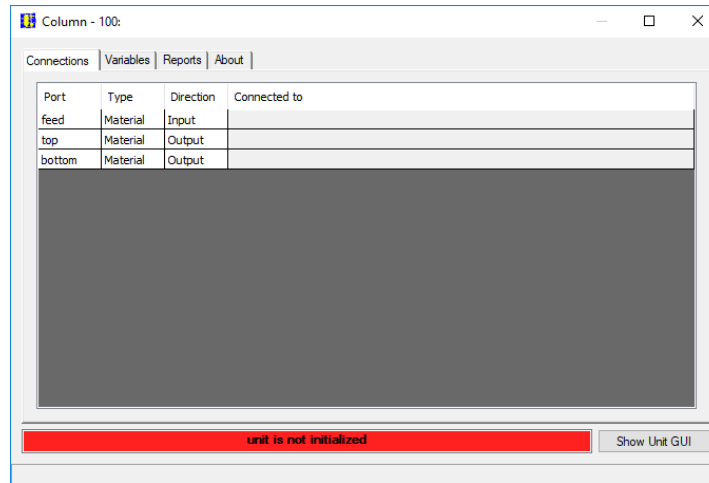 Column - 100:
Connections Variables Reports About
Port Type Direction Connected to
feed Material Input
top Material Output
bottom Material Output
unit is not initialized Show Unit GUI